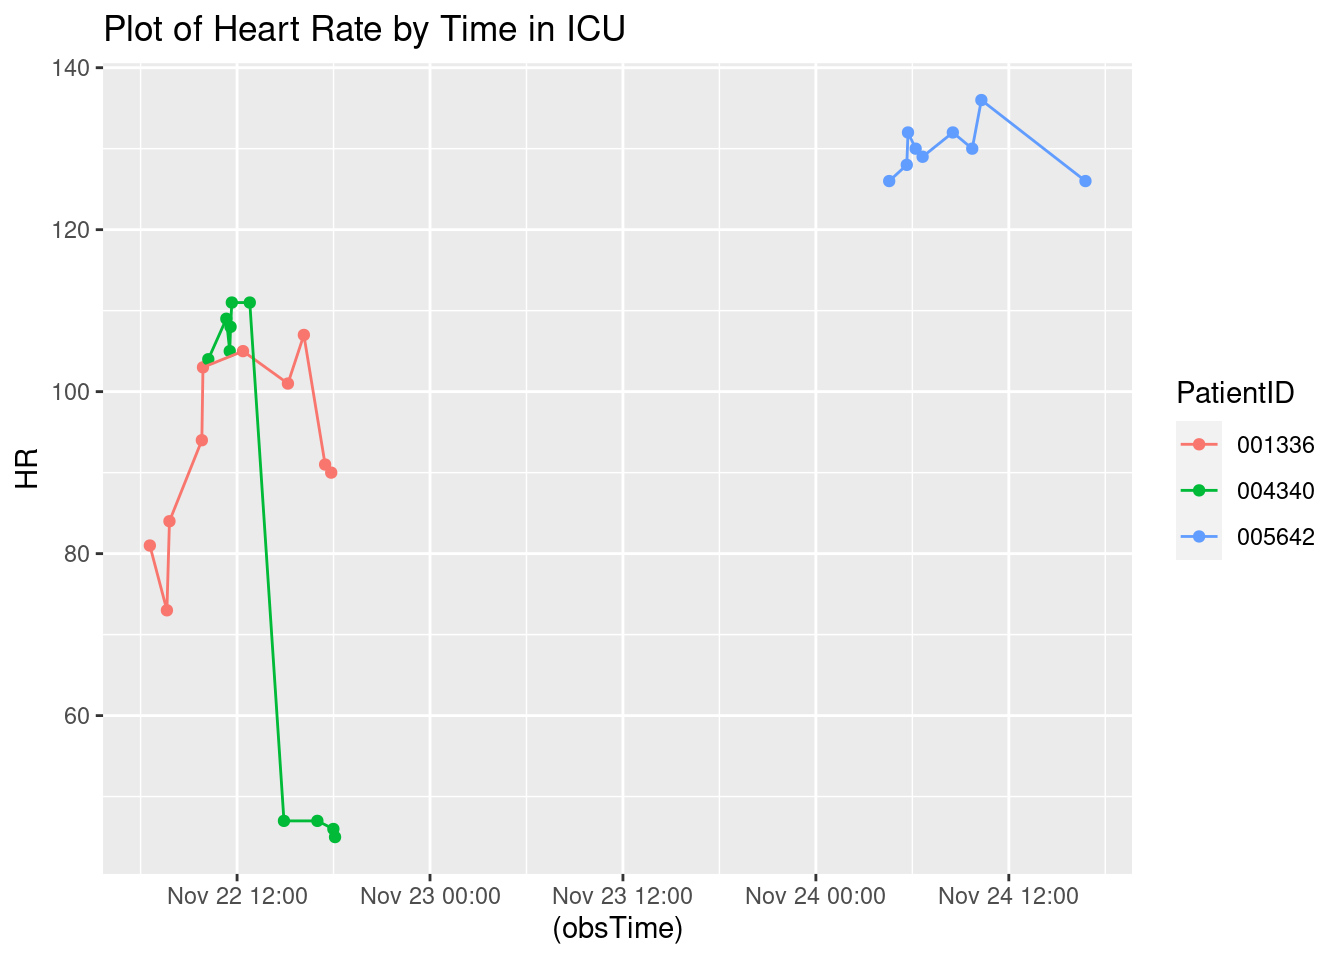 Plot of Heart Rate by Time in ICU
140
120
100
80
60
HR
Nov 22 12:00 Nov 23 00:00 Nov 23 12:00 Nov 24 00:00 Nov 24 12:00
(obsTime)
PatientID
001336
004340
005642